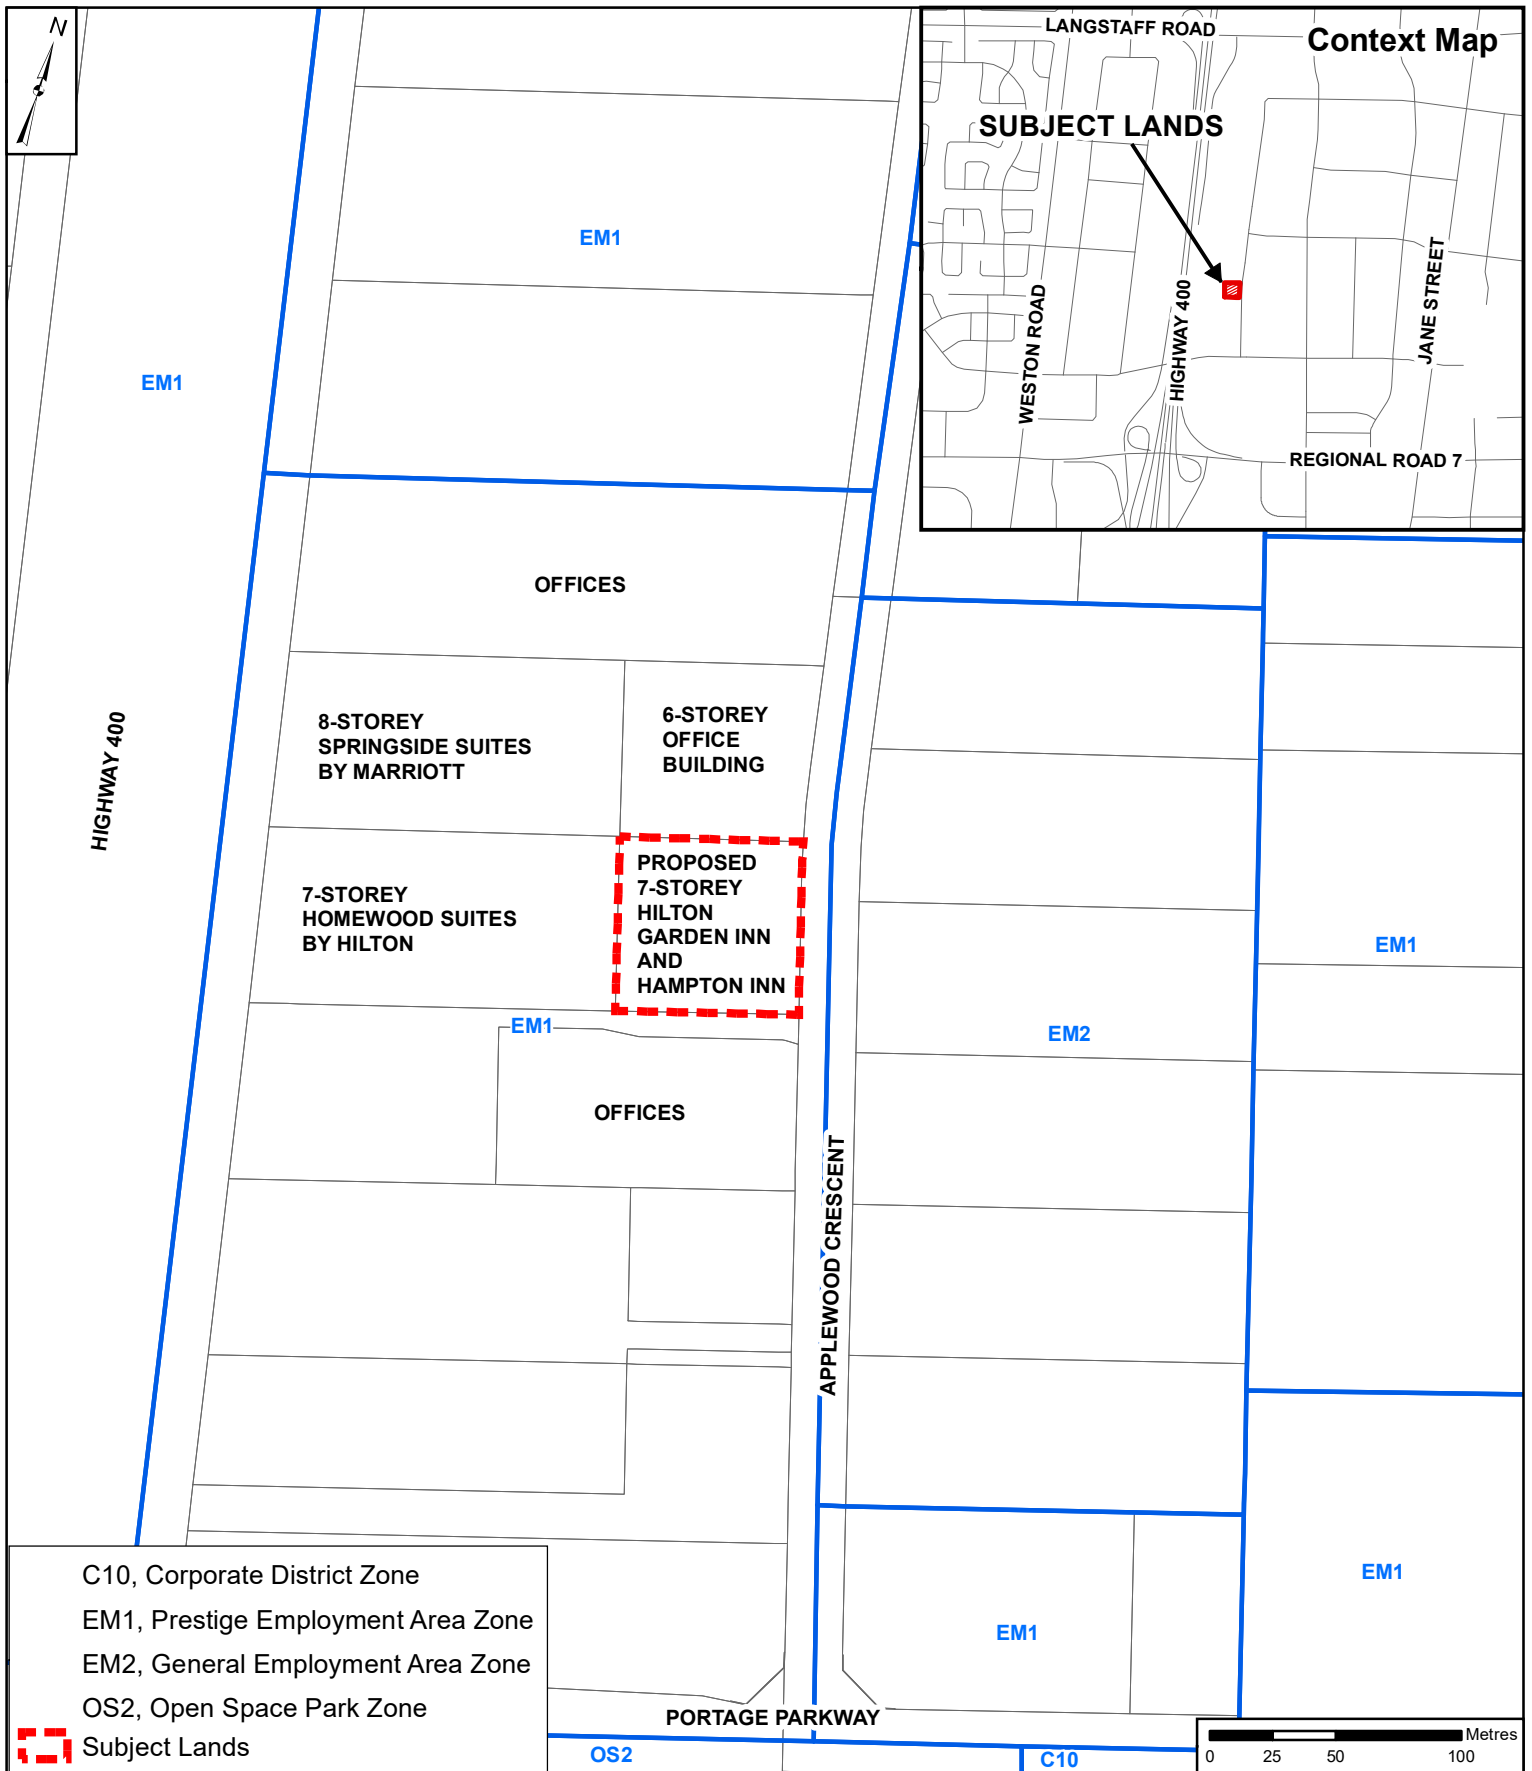 N
LANGSTAFF ROAD
Context Map
SUBJECT LANDS
WESTON ROAD
HIGHWAY 400
JANE STREET
REGIONAL ROAD 7
EM1
EM1
OFFICES
HIGHWAY 400
8-STOREY
SPRINGSIDE SUITES
BY MARRIOTT
6-STOREY
OFFICE
BUILDING
7-STOREY
HOMEWOOD SUITES
BY HILTON
PROPOSED
7-STOREY
HILTON
GARDEN INN
AND
HAMPTON INN
EM1
EM1
EM2
OFFICES
APPLEWOOD CRESCENT
EM1
EM1
PORTAGE PARKWAY
OS2
C10
C10, Corporate District Zone
EM1, Prestige Employment Area Zone
EM2, General Employment Area Zone
OS2, Open Space Park Zone
Subject Lands
Metres
0 25 50 100